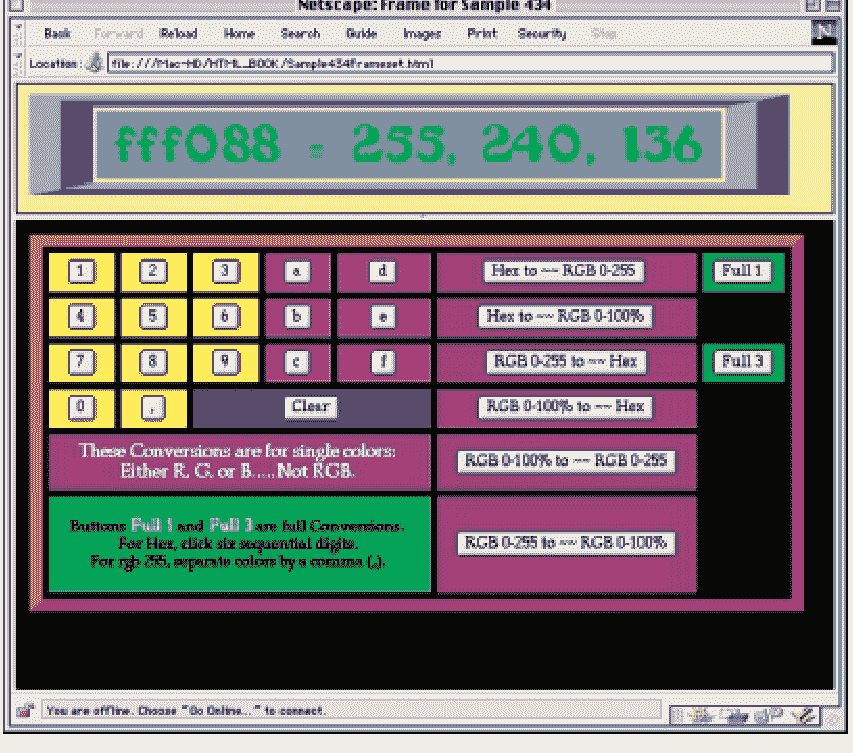 Netscape: Frame for Sample 434
Back Forward Reload Home Search Guide Images Print Security Stop
N
Location: file:///Mac-HD/HTML_BOOK/Sample434Frameset.html
fff088 = 255, 240, 136
1 2 3 a d Hex to ~~ RGB 0-255 Full 1
4 5 6 b e Hex to ~~ RGB 0-100%
7 8 9 c f RGB 0-255 to ~~ Hex Full 3
0 , Clear RGB 0-100% to ~~ Hex
These Conversions are for single colors:
Either R, G, or B.....Not RGB.
RGB 0-100% to ~~ RGB 0-255
Buttons Full 1 and Full 3 are full Conversions.
For Hex, click six sequential digits.
For rgb 255, separate colors by a comma (,).
RGB 0-255 to ~~ RGB 0-100%
You are offline. Choose "Go Online..." to connect.